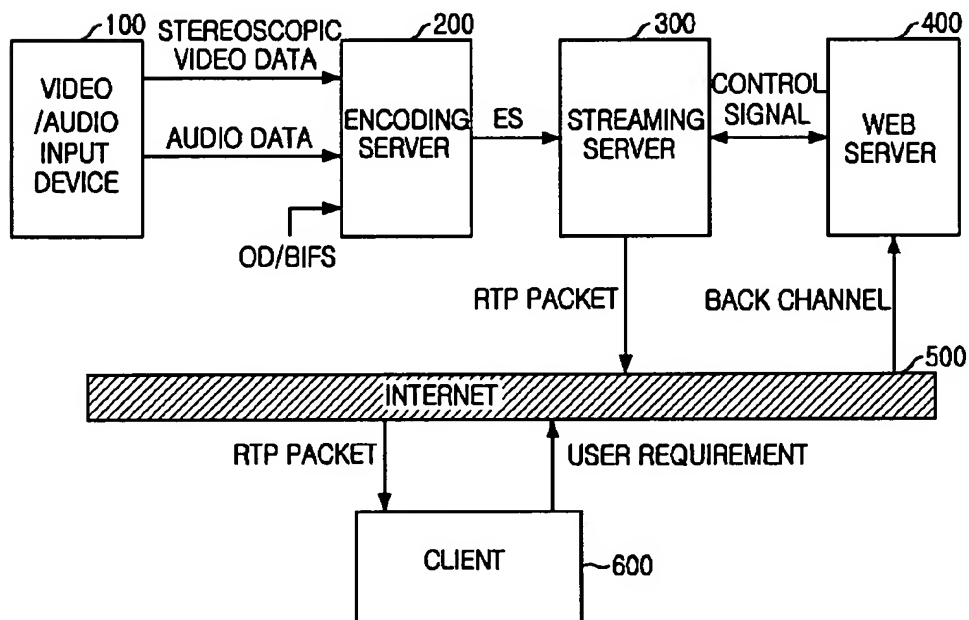 100
STEREOSCOPIC
VIDEO DATA
200
300
400
VIDEO
/AUDIO
INPUT
DEVICE
AUDIO DATA
OD/BIFS
ENCODING
SERVER
ES
STREAMING
SERVER
CONTROL
SIGNAL
WEB
SERVER
RTP PACKET
BACK CHANNEL
500
INTERNET
RTP PACKET
USER REQUIREMENT
CLIENT
600